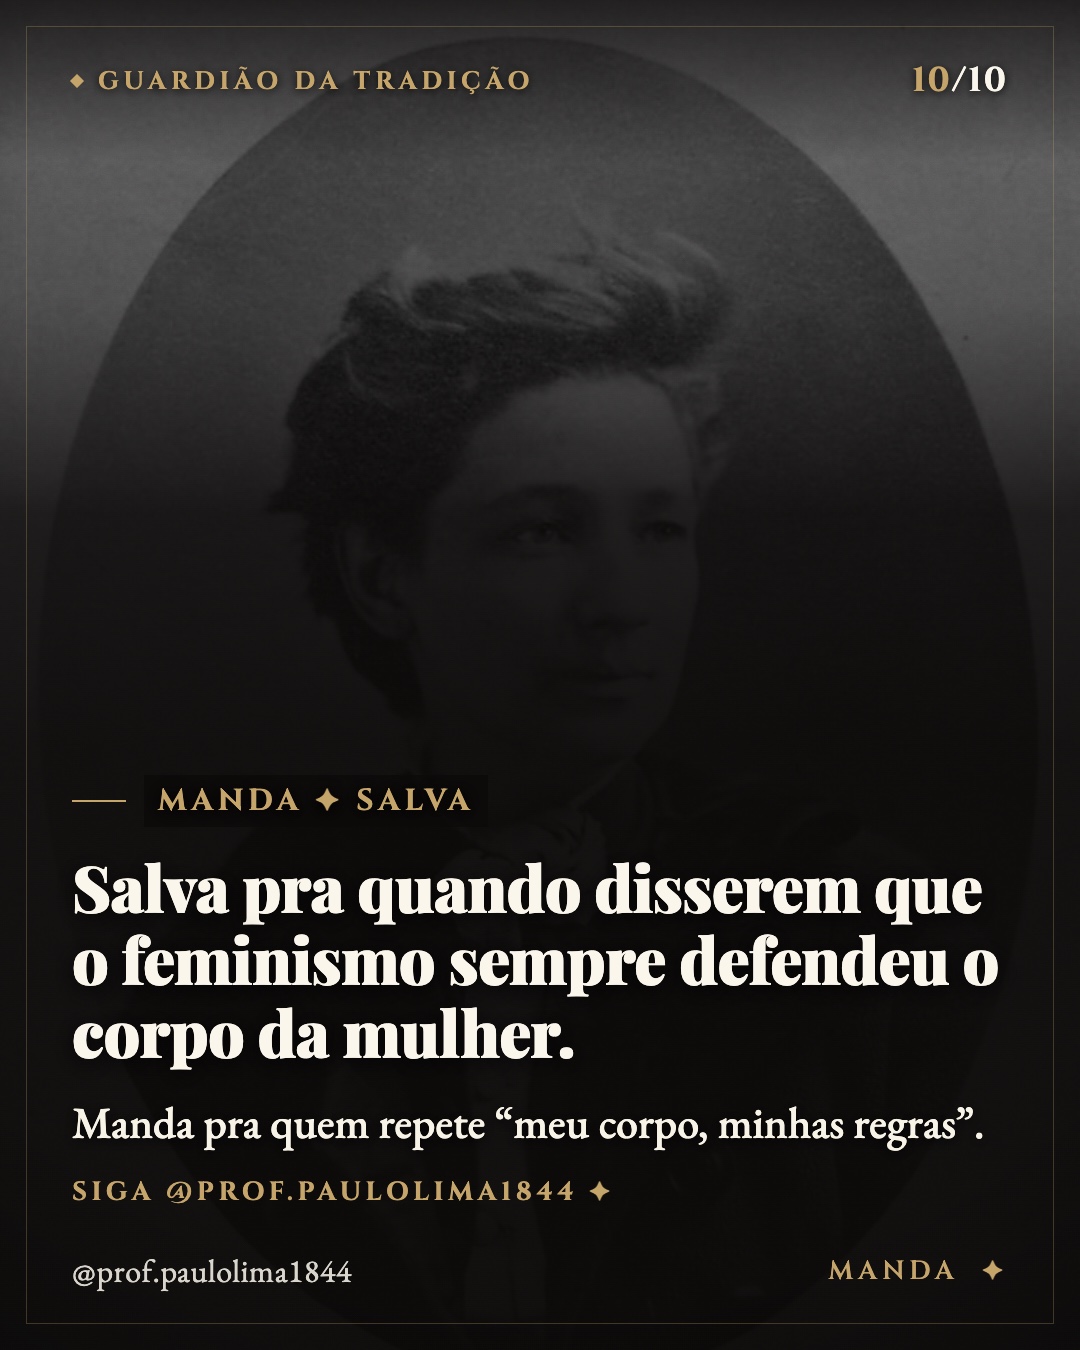 ◆ GUARDIÃO DA TRADIÇÃO
10/10
MANDA ✦ SALVA
Salva pra quando disserem que
o feminismo sempre defendeu o
corpo da mulher.
Manda pra quem repete “meu corpo, minhas regras”.
SIGA @PROF.PAULOLIMA1844 ✦
@prof.paulolima1844
MANDA ✦